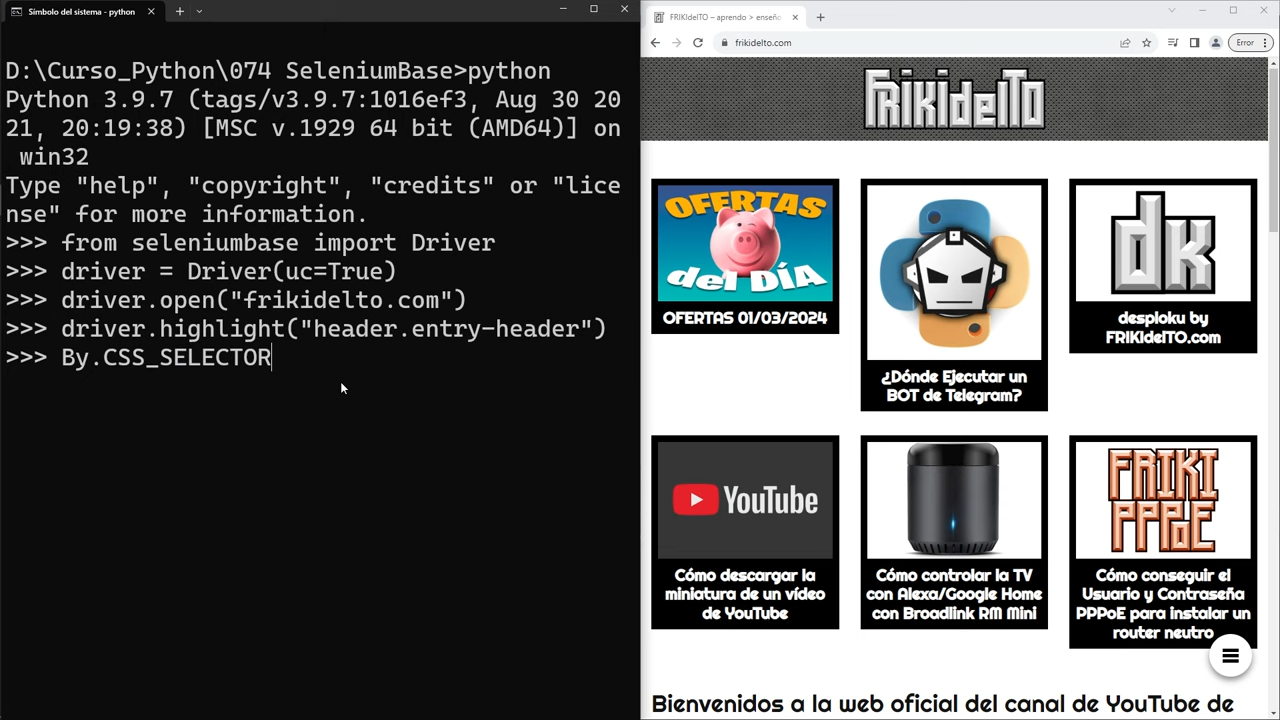 Símbolo del sistema - python
D:\Curso_Python\074 SeleniumBase>python
Python 3.9.7 (tags/v3.9.7:1016ef3, Aug 30 20
21, 20:19:38) [MSC v.1929 64 bit (AMD64)] on
 win32
Type "help", "copyright", "credits" or "lice
nse" for more information.
>>> from seleniumbase import Driver
>>> driver = Driver(uc=True)
>>> driver.open("frikidelto.com")
>>> driver.highlight("header.entry-header")
>>> By.CSS_SELECTOR
FRIKIdelTO – aprendo > enseño
frikidelto.com
Error
FRIKIdelTO
OFERTAS
del DÍA
OFERTAS 01/03/2024
¿Dónde Ejecutar un
BOT de Telegram?
dk
desploku by
FRIKIdelTO.com
YouTube
Cómo descargar la
miniatura de un vídeo
de YouTube
Cómo controlar la TV
con Alexa/Google Home
con Broadlink RM Mini
FRIKI
PPPoE
Cómo conseguir el
Usuario y Contraseña
PPPoE para instalar un
router neutro
Bienvenidos a la web oficial del canal de YouTube de